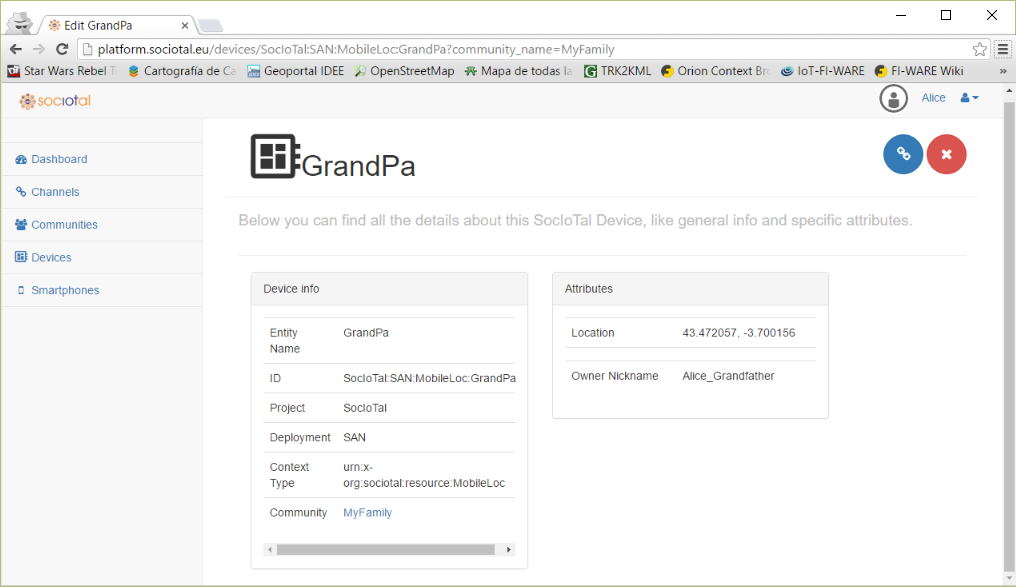 Edit GrandPa
platform.sociotal.eu/devices/SocIoTal:SAN:MobileLoc:GrandPa?community_name=MyFamily
Star Wars Rebel Cartografía de Ca Geoportal IDEE OpenStreetMap Mapa de todas la TRK2KML Orion Context Bro IoT-FI-WARE FI-WARE Wiki »
sociotal Alice
Dashboard
Channels
Communities
Devices
Smartphones
GrandPa
Below you can find all the details about this SocIoTal Device, like general info and specific attributes.
Device info
Entity Name GrandPa
ID SocIoTal:SAN:MobileLoc:GrandPa
Project SocIoTal
Deployment SAN
Context Type urn:x-
org:sociotal:resource:MobileLoc
Community MyFamily
Attributes
Location 43.472057, -3.700156
Owner Nickname Alice_Grandfather